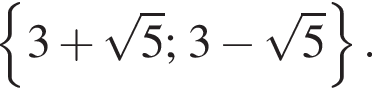 {3 + √5; 3 − √5}.